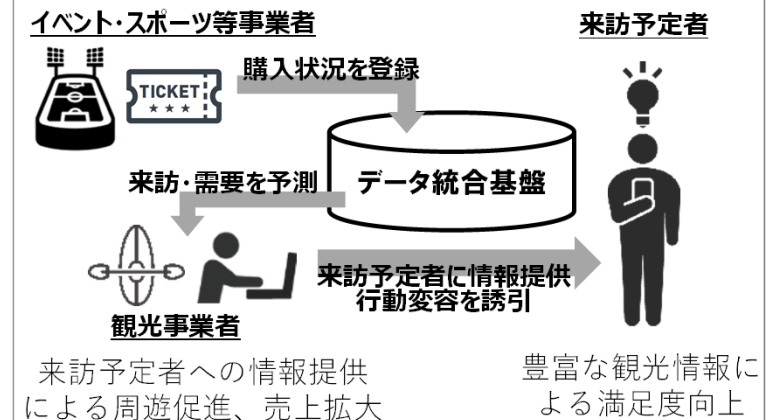 イベント・スポーツ等事業者
来訪予定者
購入状況を登録
TICKET
データ統合基盤
来訪・需要を予測
来訪予定者に情報提供
行動変容を誘引
観光事業者
来訪予定者への情報提供
による周遊促進、売上拡大
豊富な観光情報に
よる満足度向上